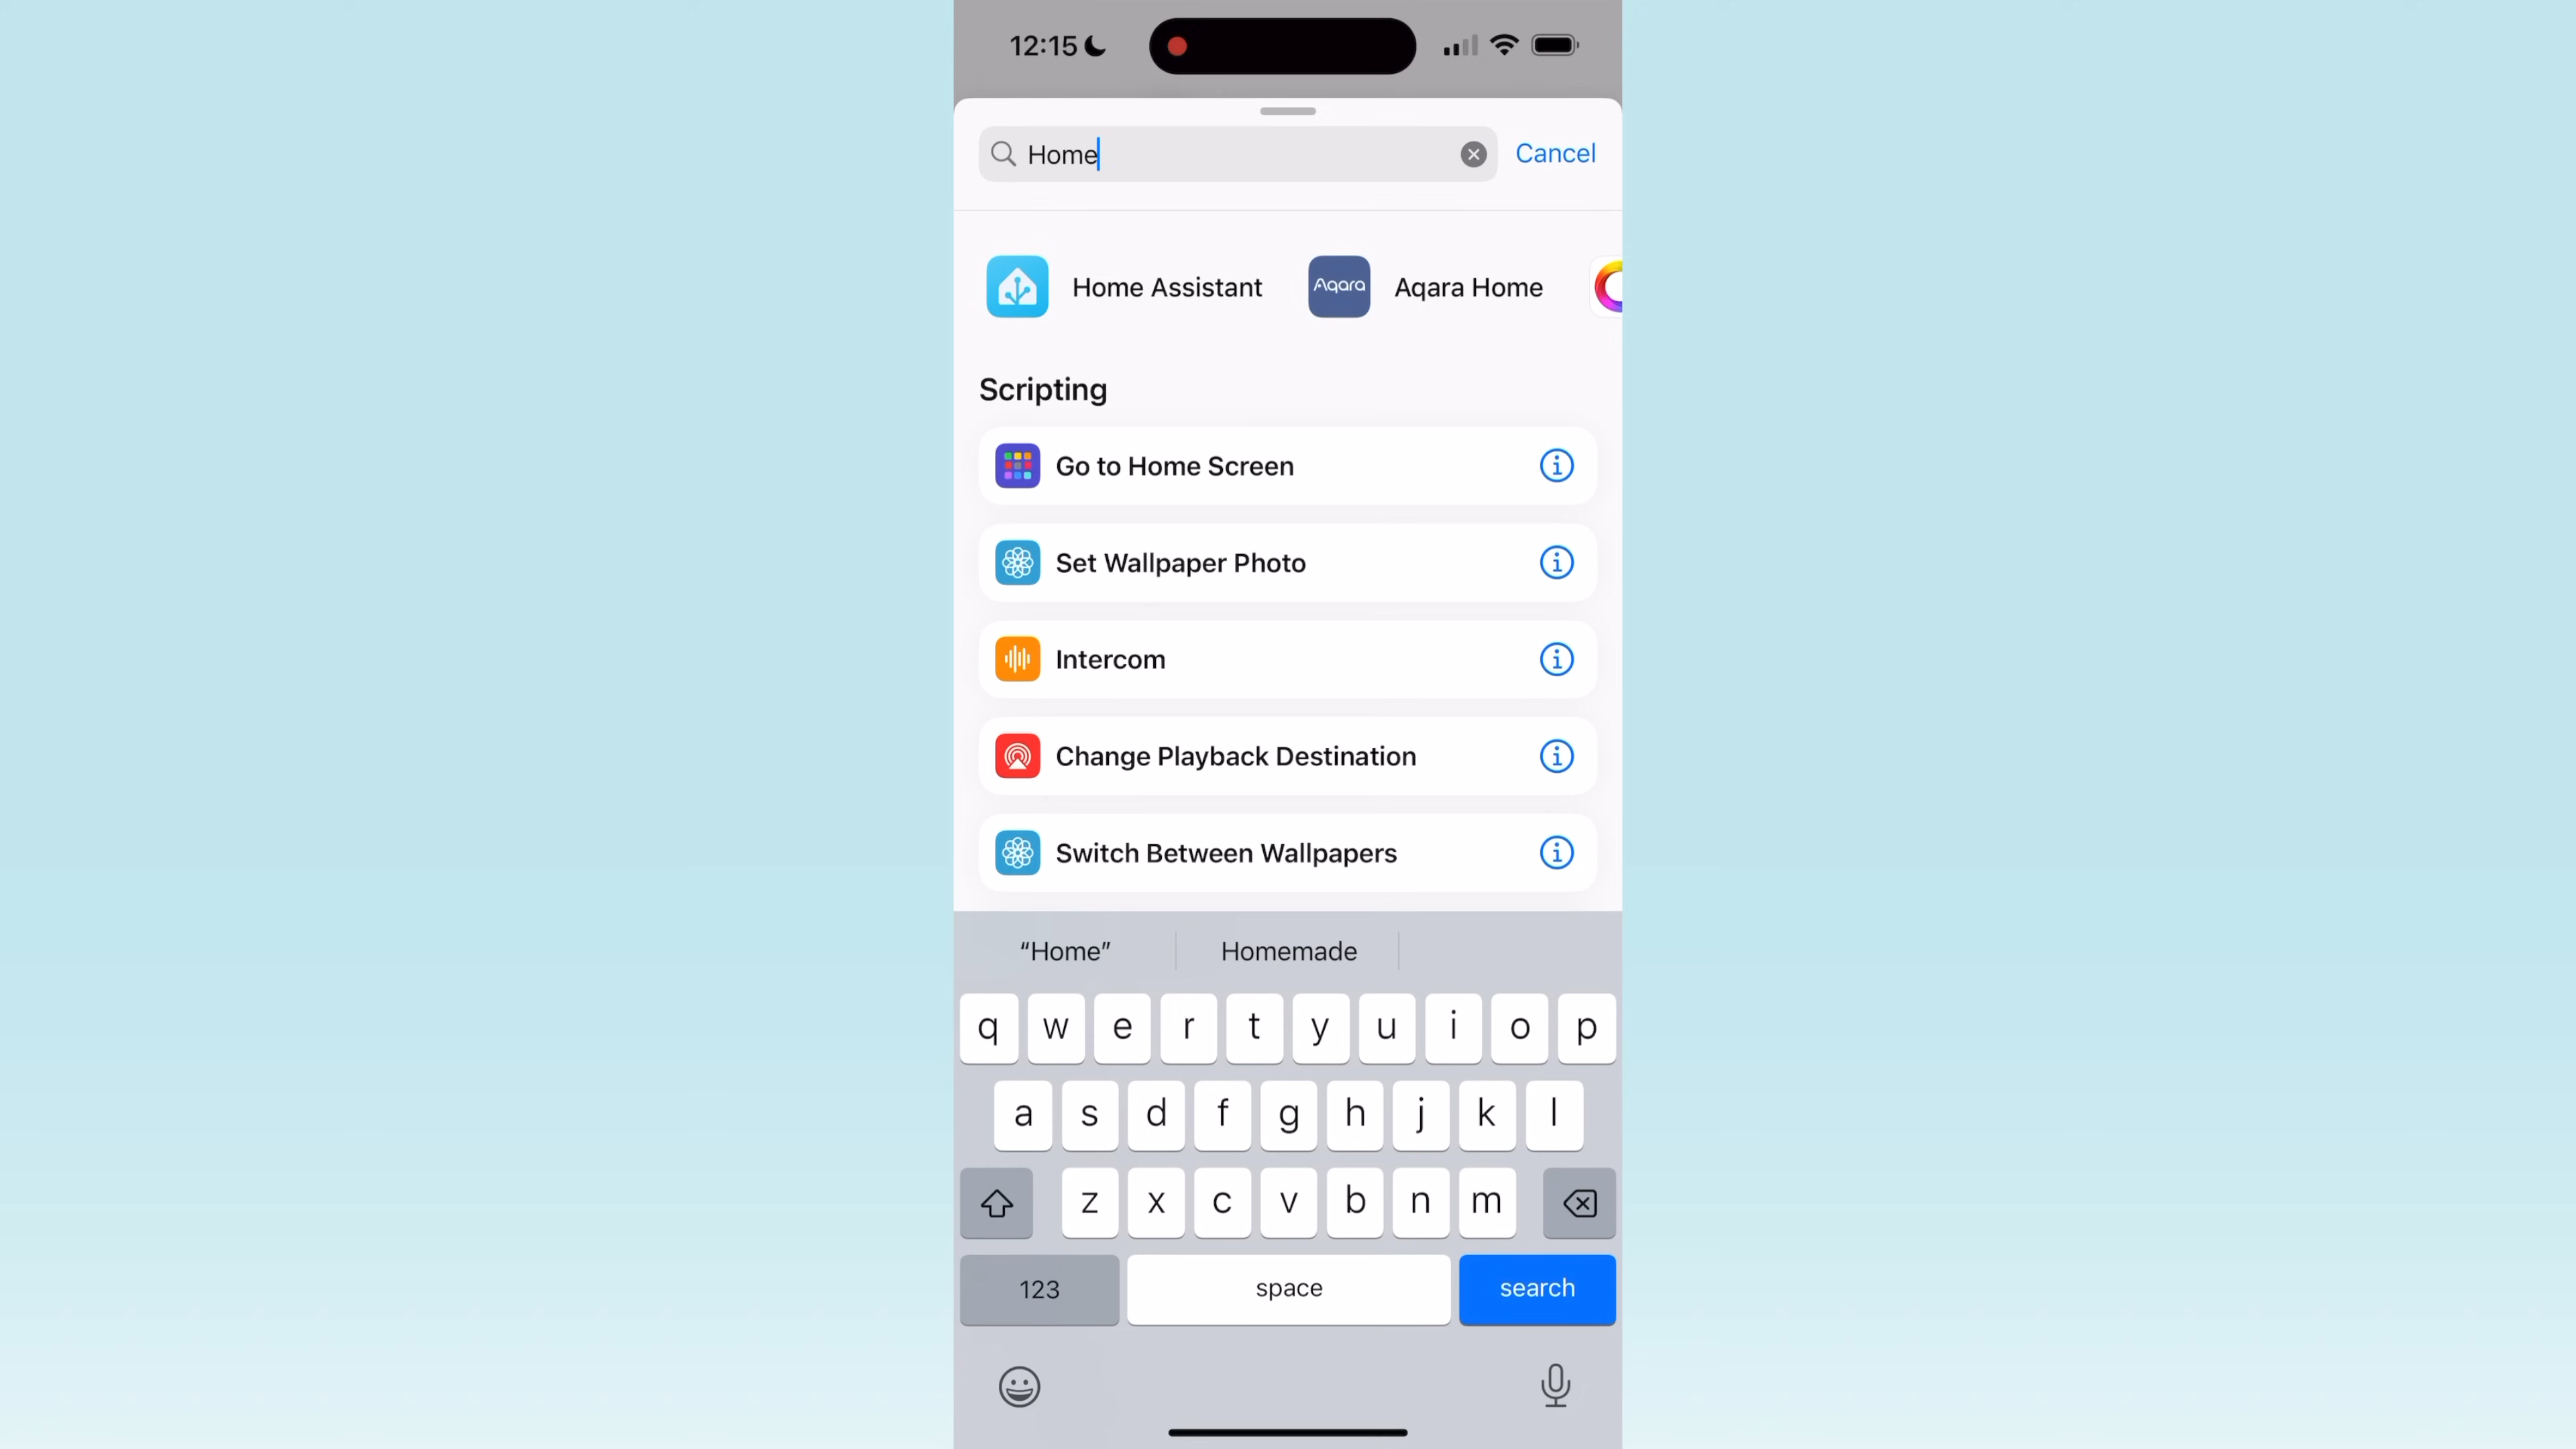 12:15
Home
Cancel
Home Assistant
Aqara
Aqara Home
Scripting
Go to Home Screen
Set Wallpaper Photo
Intercom
Change Playback Destination
Switch Between Wallpapers
“Home”
Homemade
q w e r t y u i o p
a s d f g h j k l
z x c v b n m
123
space
search